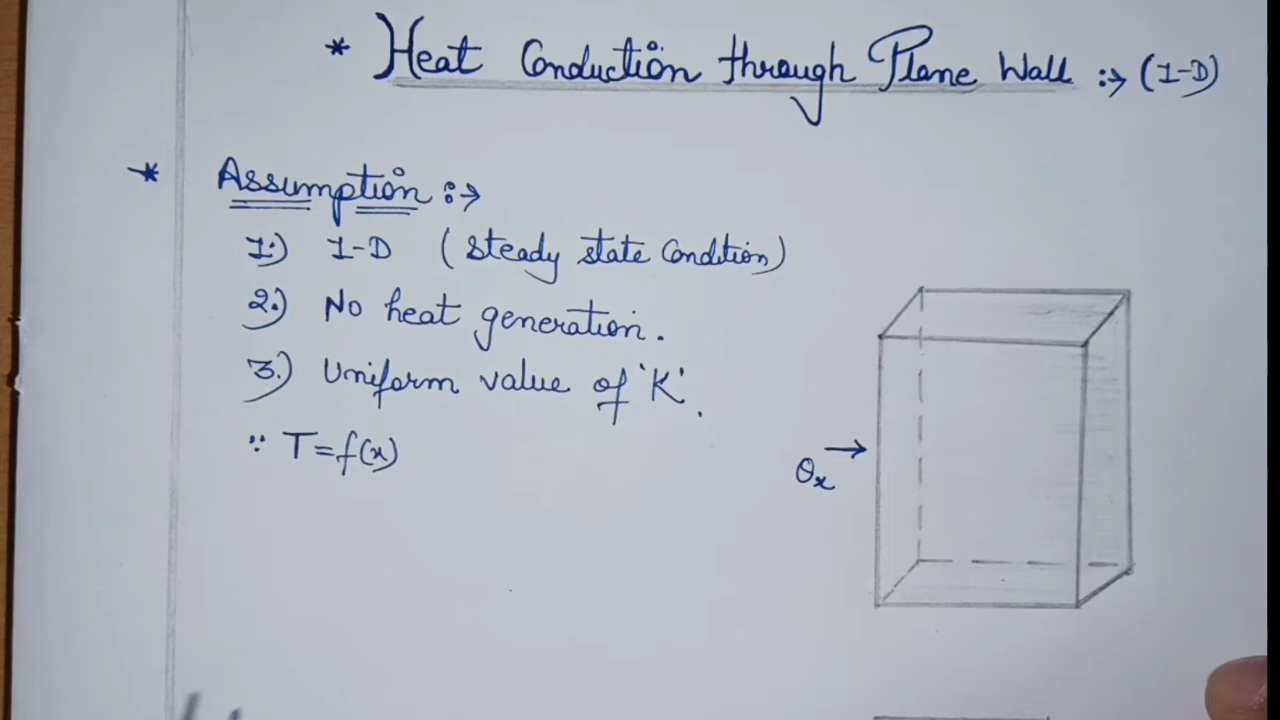 * Heat Conduction through Plane Wall :→ (1-D)
* Assumption :→
1.) 1-D (Steady state Condition)
2.) No heat generation.
3.) Uniform value of 'K'.
∵ T=f(x)
Qx →